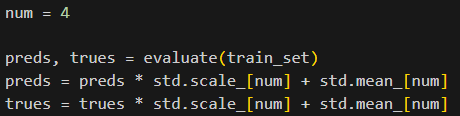 num = 4
preds, trues = evaluate(train_set)
preds = preds * std.scale_[num] + std.mean_[num]
trues = trues * std.scale_[num] + std.mean_[num]